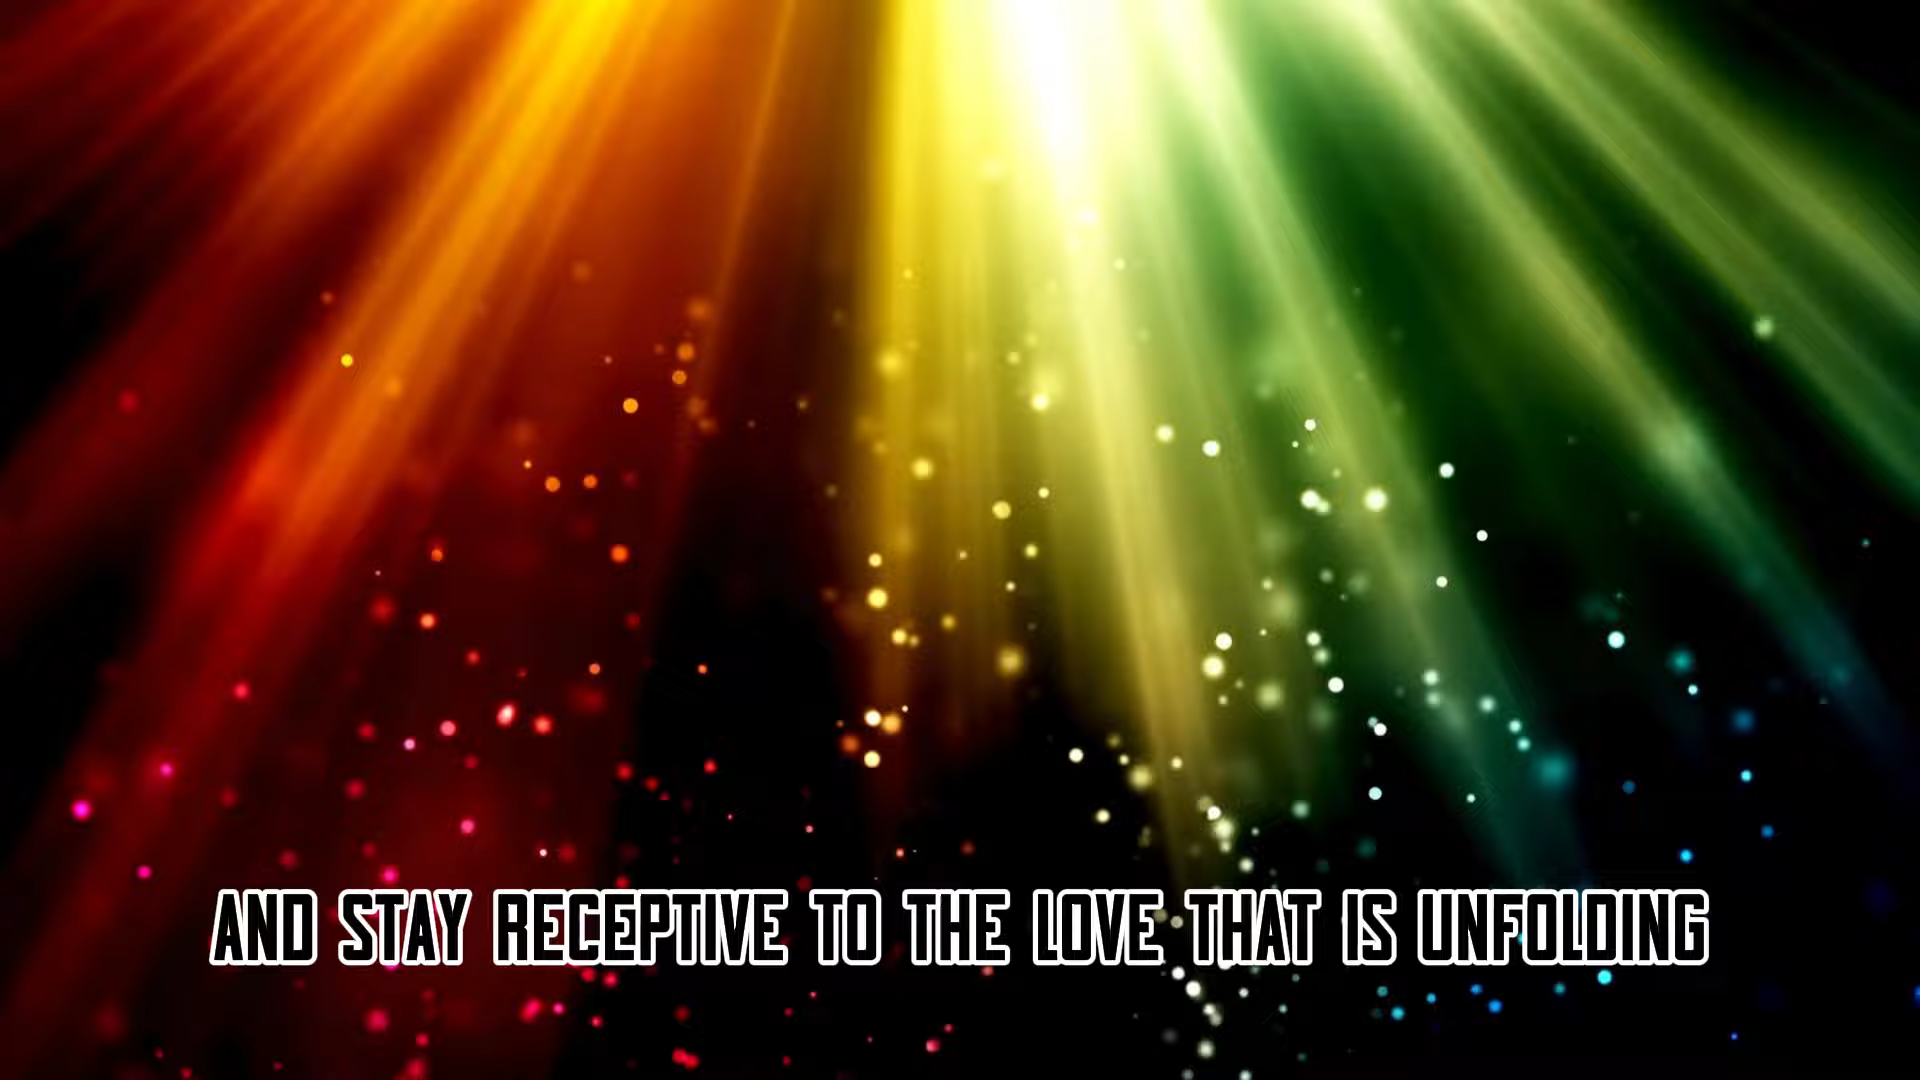 AND STAY RECEPTIVE TO THE LOVE THAT IS UNFOLDING